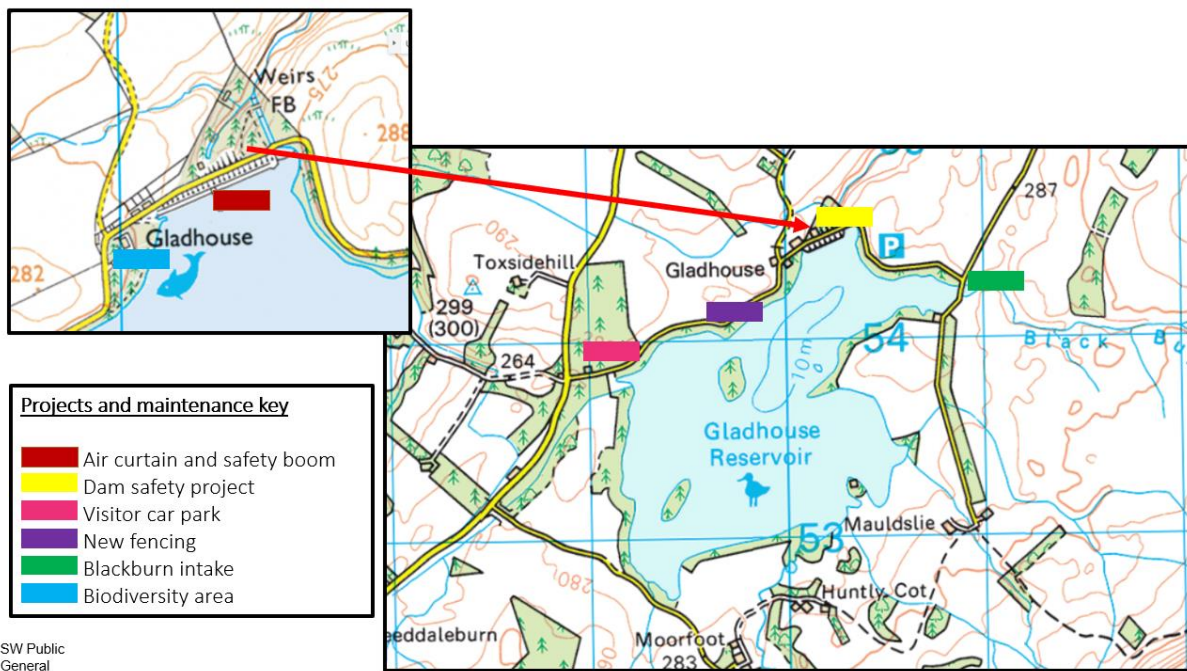 Weirs
FB
275
288
Gladhouse
282
287
P
290
Toxsidehill
Gladhouse
299
(300)
264
54
10m
Black Bu
Gladhouse
Reservoir
53
Mauldslie
280
Huntly Cot
eeddaleburn
Moorfoot
283
Projects and maintenance key
Air curtain and safety boom
Dam safety project
Visitor car park
New fencing
Blackburn intake
Biodiversity area
SW Public
General